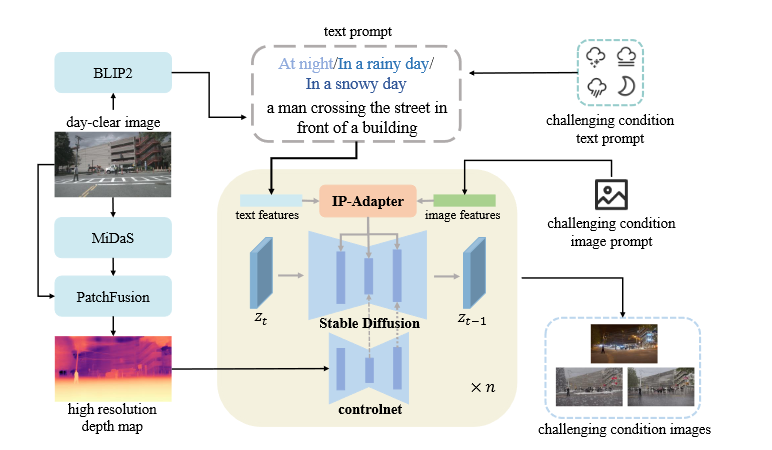 text prompt
BLIP2
At night/In a rainy day/
In a snowy day
a man crossing the street in
front of a building
day-clear image
challenging condition
text prompt
text features
IP-Adapter
image features
challenging condition
image prompt
MiDaS
PatchFusion
z_t
Stable Diffusion
z_{t-1}
high resolution
depth map
controlnet
× n
challenging condition images